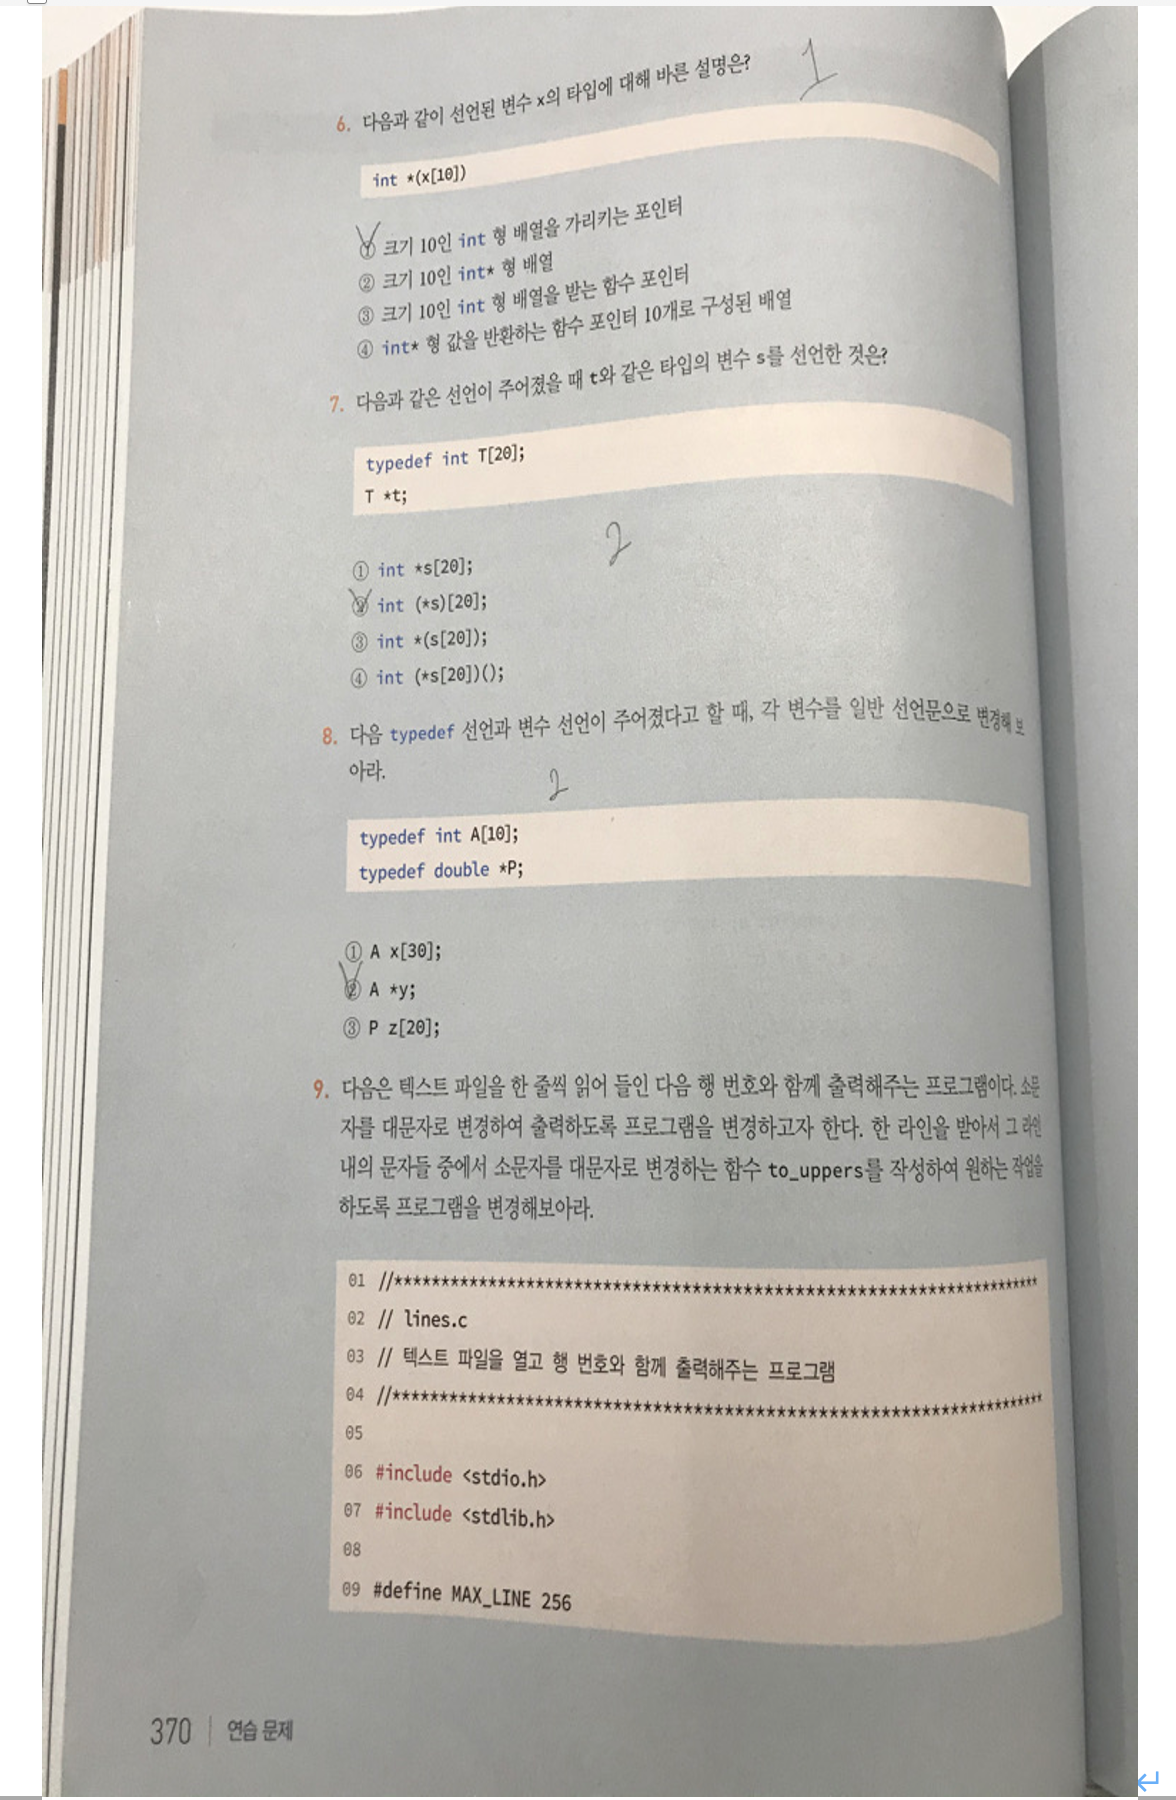 6. 다음과 같이 선언된 변수 x의 타입에 대해 바른 설명은?
1
int *(x[10])
① 크기 10인 int 형 배열을 가리키는 포인터
② 크기 10인 int* 형 배열
③ 크기 10인 int 형 배열을 받는 함수 포인터
④ int* 형 값을 반환하는 함수 포인터 10개로 구성된 배열
7. 다음과 같은 선언이 주어졌을 때 t와 같은 타입의 변수 s를 선언한 것은?
typedef int T[20];
T *t;
2
① int *s[20];
② int (*s)[20];
③ int *(s[20]);
④ int (*s[20])();
8. 다음 typedef 선언과 변수 선언이 주어졌다고 할 때, 각 변수를 일반 선언문으로 변경해 보
아라.
2
typedef int A[10];
typedef double *P;
① A x[30];
② A *y;
③ P z[20];
9. 다음은 텍스트 파일을 한 줄씩 읽어 들인 다음 행 번호와 함께 출력해주는 프로그램이다. 소문
자를 대문자로 변경하여 출력하도록 프로그램을 변경하고자 한다. 한 라인을 받아서 그 라인
내의 문자들 중에서 소문자를 대문자로 변경하는 함수 to_uppers를 작성하여 원하는 작업을
하도록 프로그램을 변경해보아라.
01 //*********************************************************************
02 // lines.c
03 // 텍스트 파일을 열고 행 번호와 함께 출력해주는 프로그램
04 //*********************************************************************
05
06 #include <stdio.h>
07 #include <stdlib.h>
08
09 #define MAX_LINE 256
370 | 연습 문제